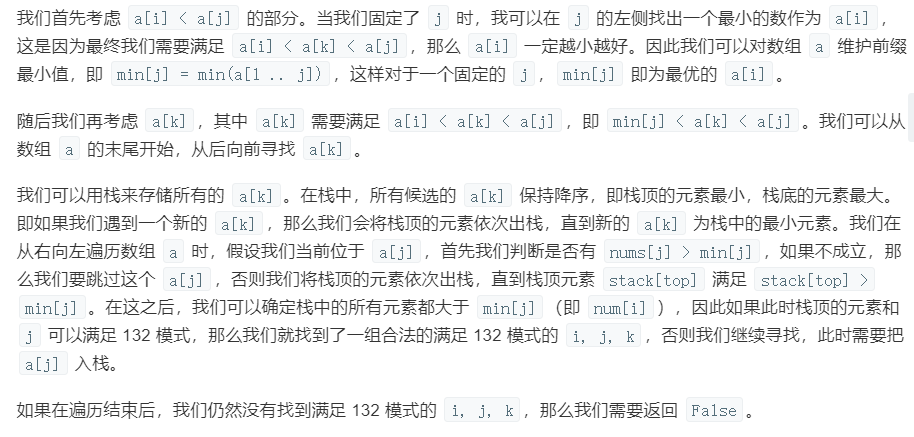 我们首先考虑 a[i] < a[j] 的部分。当我们固定了 j 时，我可以在 j 的左侧找出一个最小的数作为 a[i] ，
这是因为最终我们需要满足 a[i] < a[k] < a[j] ，那么 a[i] 一定越小越好。因此我们可以对数组 a 维护前缀
最小值，即 min[j] = min(a[1 .. j]) ，这样对于一个固定的 j ，min[j] 即为最优的 a[i] 。
随后我们再考虑 a[k] ，其中 a[k] 需要满足 a[i] < a[k] < a[j] ，即 min[j] < a[k] < a[j] 。我们可以从
数组 a 的末尾开始，从后向前寻找 a[k] 。
我们可以用栈来存储所有的 a[k] 。在栈中，所有候选的 a[k] 保持降序，即栈顶的元素最小，栈底的元素最大。
即如果我们遇到一个新的 a[k] ，那么我们会将栈顶的元素依次出栈，直到新的 a[k] 为栈中的最小元素。我们在
从右向左遍历数组 a 时，假设我们当前位于 a[j] ，首先我们判断是否有 nums[j] > min[j] ，如果不成立，那
么我们要跳过这个 a[j] ，否则我们将栈顶的元素依次出栈，直到栈顶元素 stack[top] 满足 stack[top] >
min[j] 。在这之后，我们可以确定栈中的所有元素都大于 min[j] （即 num[i] ），因此如果此时栈顶的元素和
j 可以满足 132 模式，那么我们就找到了一组合法的满足 132 模式的 i, j, k ，否则我们继续寻找，此时需要把
a[j] 入栈。
如果在遍历结束后，我们仍然没有找到满足 132 模式的 i, j, k ，那么我们需要返回 False 。